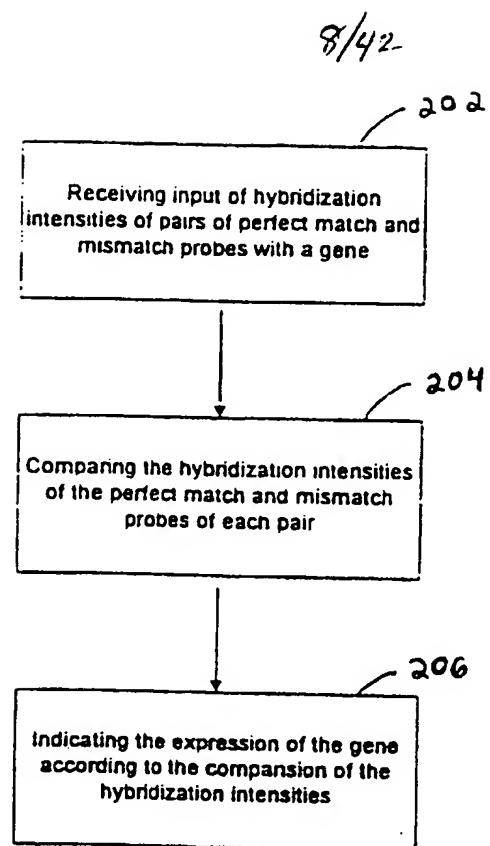 8/42
202
Receiving input of hybridization
intensities of pairs of perfect match and
mismatch probes with a gene
204
Comparing the hybridization intensities
of the perfect match and mismatch
probes of each pair
206
Indicating the expression of the gene
according to the compansion of the
hybridization intensities